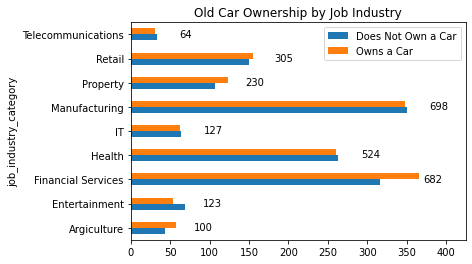 Old Car Ownership by Job Industry
Does Not Own a Car
Owns a Car
job_industry_category
Telecommunications 64
Retail 305
Property 230
Manufacturing 698
IT 127
Health 524
Financial Services 682
Entertainment 123
Argiculture 100
0 50 100 150 200 250 300 350 400